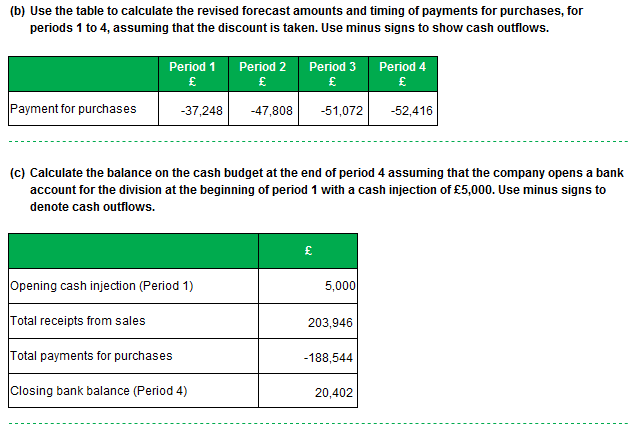 (b) Use the table to calculate the revised forecast amounts and timing of payments for purchases, for
periods 1 to 4, assuming that the discount is taken. Use minus signs to show cash outflows.
Period 1 Period 2 Period 3 Period 4
£ £ £ £
Payment for purchases -37,248 -47,808 -51,072 -52,416
(c) Calculate the balance on the cash budget at the end of period 4 assuming that the company opens a bank
account for the division at the beginning of period 1 with a cash injection of £5,000. Use minus signs to
denote cash outflows.
£
Opening cash injection (Period 1) 5,000
Total receipts from sales 203,946
Total payments for purchases -188,544
Closing bank balance (Period 4) 20,402